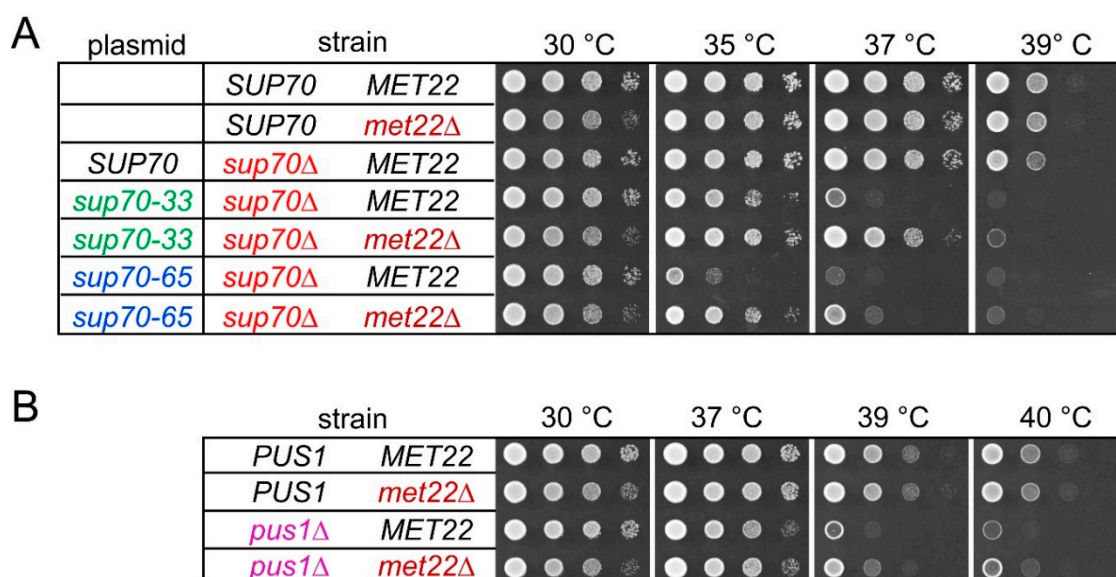 A
plasmid strain 30 °C 35 °C 37 °C 39° C
SUP70 MET22
SUP70 met22Δ
SUP70 sup70Δ MET22
sup70-33 sup70Δ MET22
sup70-33 sup70Δ met22Δ
sup70-65 sup70Δ MET22
sup70-65 sup70Δ met22Δ
B
strain 30 °C 37 °C 39 °C 40 °C
PUS1 MET22
PUS1 met22Δ
pus1Δ MET22
pus1Δ met22Δ